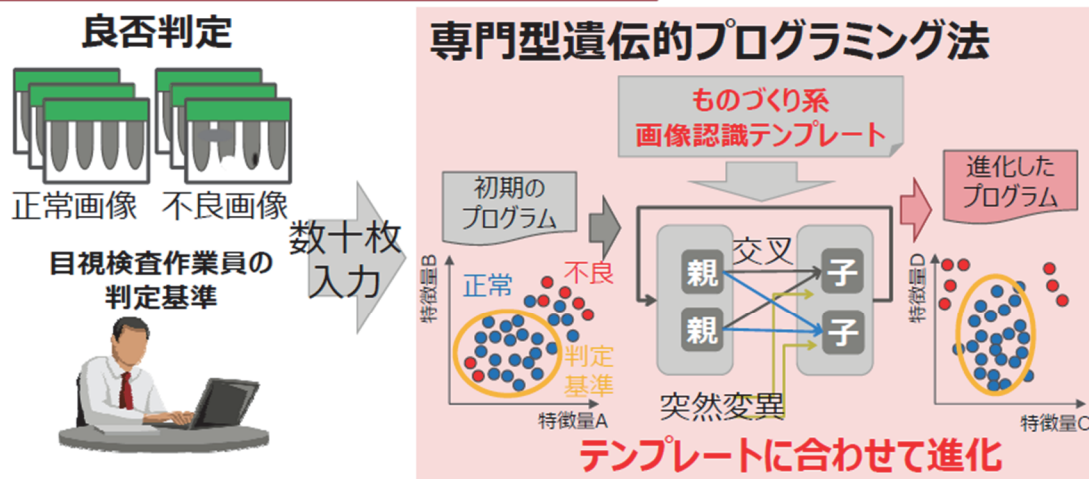 良否判定
正常画像
不良画像
目視検査作業員の
判定基準
数十枚
入力
専門型遺伝的プログラミング法
ものづくり系
画像認識テンプレート
初期の
プログラム
進化した
プログラム
特徴量B
正常
不良
判定
基準
特徴量A
親
交叉
子
親
子
突然変異
特徴量D
特徴量C
テンプレートに合わせて進化